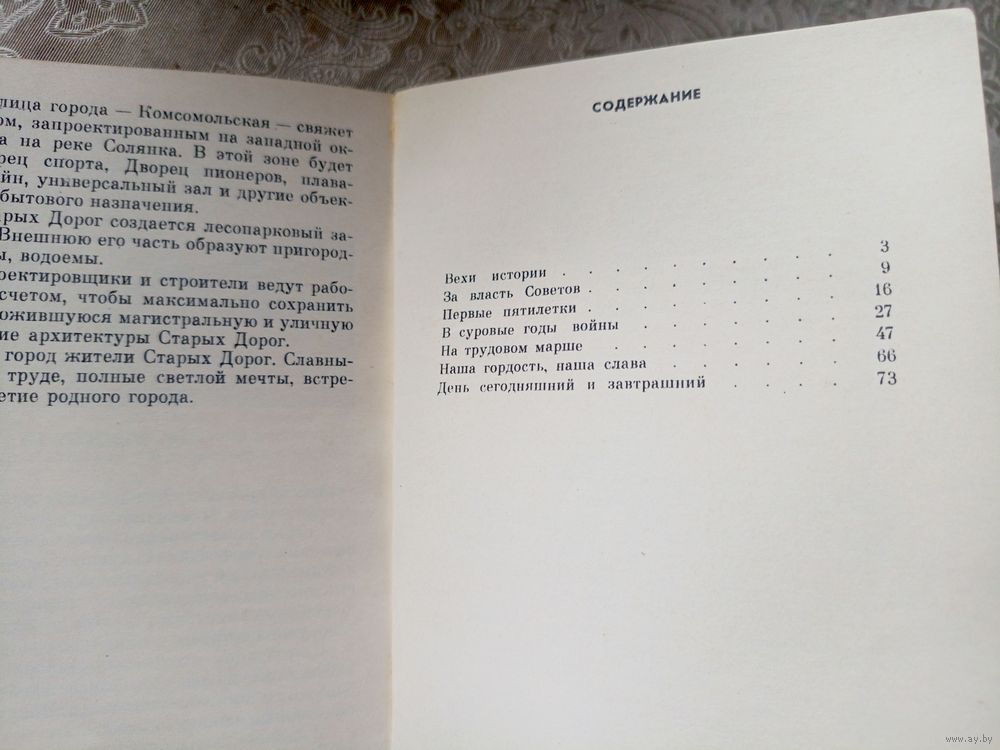 лица города — Комсомольская — свяжет
ом, запроектированным на западной ок-
а на реке Солянка. В этой зоне будет
рец спорта, Дворец пионеров, плава-
йн, универсальный зал и другие объек-
бытового назначения.
рых Дорог создается лесопарковый за-
Внешнюю его часть образуют пригород-
ы, водоемы.
ектировщики и строители ведут рабо-
счетом, чтобы максимально сохранить
ожившуюся магистральную и уличную
ие архитектуры Старых Дорог.
город жители Старых Дорог. Славны-
труде, полные светлой мечты, встре-
етие родного города.
СОДЕРЖАНИЕ
Вехи истории . . . . . . . . . . 3
За власть Советов . . . . . . . . . 9
Первые пятилетки . . . . . . . . . 16
В суровые годы войны . . . . . . . 27
На трудовом марше . . . . . . . . 47
Наша гордость, наша слава . . . . . . 66
День сегодняшний и завтрашний . . . . 73
www.ay.by